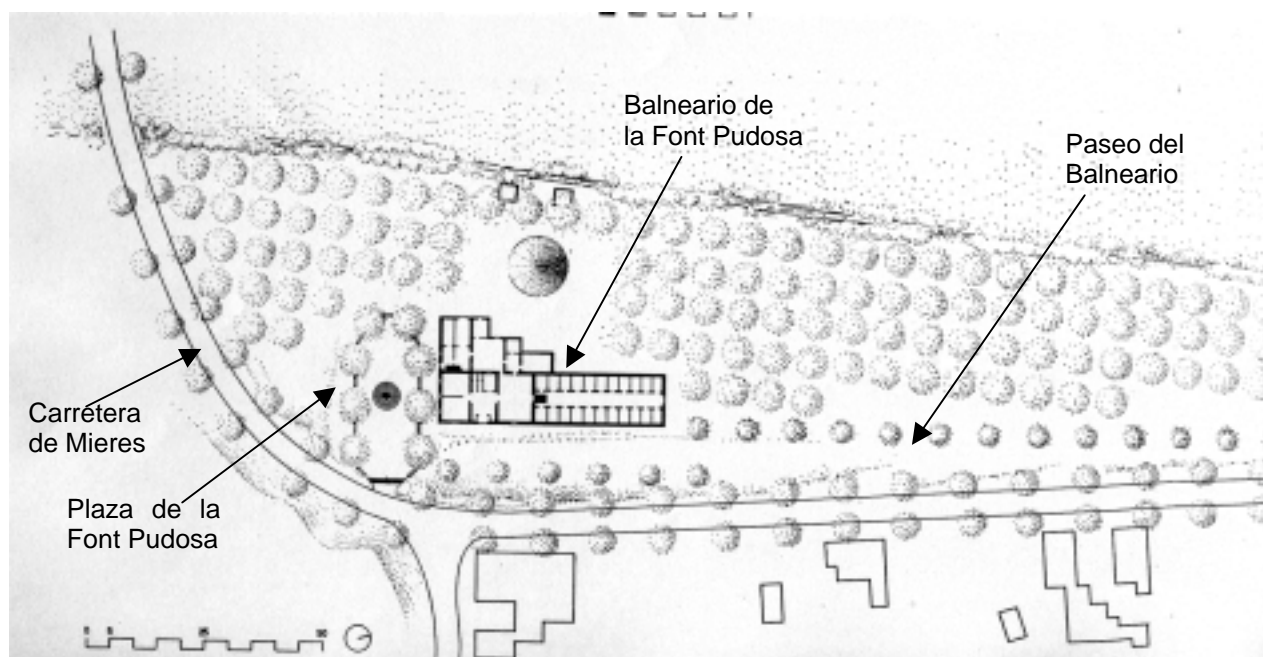 Balneario de
la Font Pudosa
Paseo del
Balneario
Carretera
de Mieres
Plaza de la
Font Pudosa